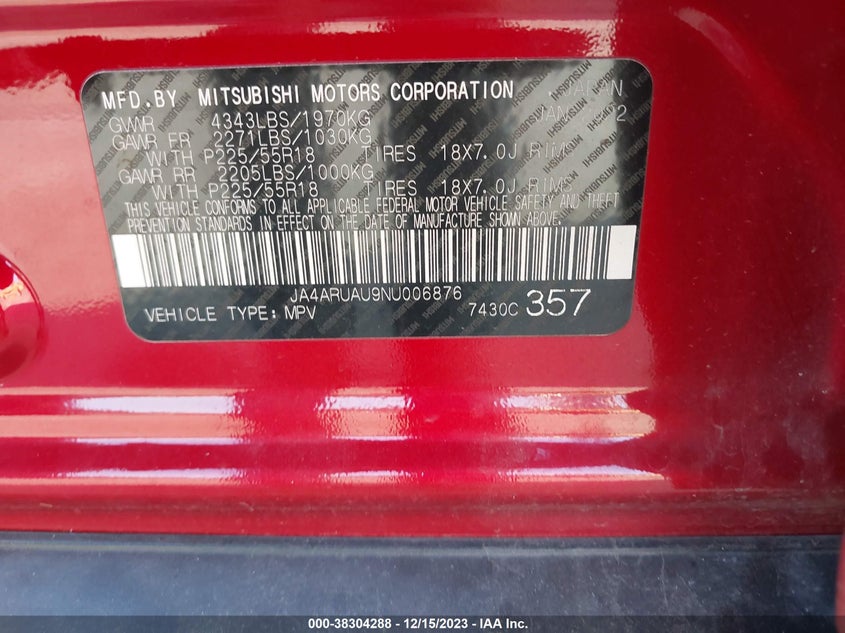 MFD. BY MITSUBISHI MOTORS CORPORATION JAPAN
GVWR 4343LBS/1970KG
GAWR FR 2271LBS/1030KG
WITH P225/55R18 TIRES 18X7.0J RIMS
GAWR RR 2205LBS/1000KG
WITH P225/55R18 TIRES 18X7.0J RIMS
THIS VEHICLE CONFORMS TO ALL APPLICABLE FEDERAL MOTOR VEHICLE SAFETY AND THEFT
PREVENTION STANDARDS IN EFFECT ON THE DATE OF MANUFACTURE SHOWN ABOVE.
JA4ARUAU9NU006876
VEHICLE TYPE: MPV 7430C 357
000-38304288 - 12/15/2023 - IAA Inc.